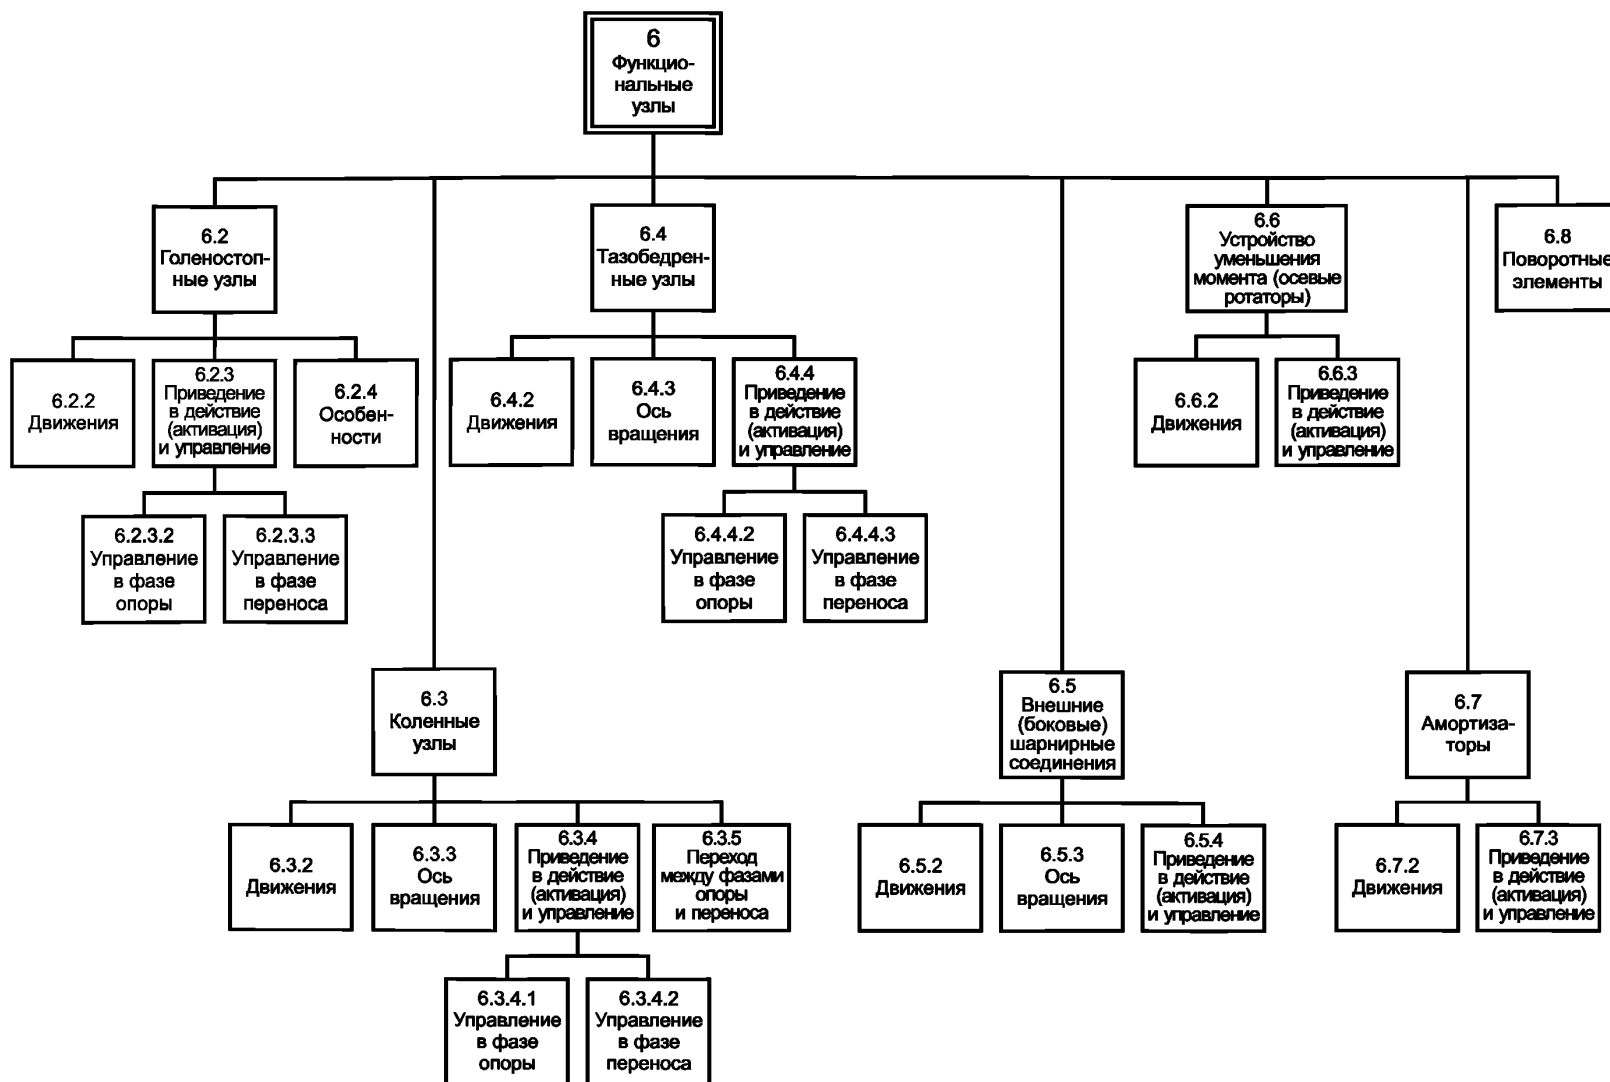 6
Функцио-
нальные
узлы
6.2
Голеностоп-
ные узлы
6.4
Тазобедрен-
ные узлы
6.6
Устройство
уменьшения
момента (осевые
ротаторы)
6.8
Поворотные
элементы
6.2.2
Движения
6.2.3
Приведение
в действие
(активация)
и управление
6.2.4
Особен-
ности
6.4.2
Движения
6.4.3
Ось
вращения
6.4.4
Приведение
в действие
(активация)
и управление
6.6.2
Движения
6.6.3
Приведение
в действие
(активация)
и управление
6.2.3.2
Управление
в фазе
опоры
6.2.3.3
Управление
в фазе
переноса
6.4.4.2
Управление
в фазе
опоры
6.4.4.3
Управление
в фазе
переноса
6.3
Коленные
узлы
6.5
Внешние
(боковые)
шарнирные
соединения
6.7
Амортиза-
торы
6.3.2
Движения
6.3.3
Ось
вращения
6.3.4
Приведение
в действие
(активация)
и управление
6.3.5
Переход
между фазами
опоры
и переноса
6.5.2
Движения
6.5.3
Ось
вращения
6.5.4
Приведение
в действие
(активация)
и управление
6.7.2
Движения
6.7.3
Приведение
в действие
(активация)
и управление
6.3.4.1
Управление
в фазе
опоры
6.3.4.2
Управление
в фазе
переноса